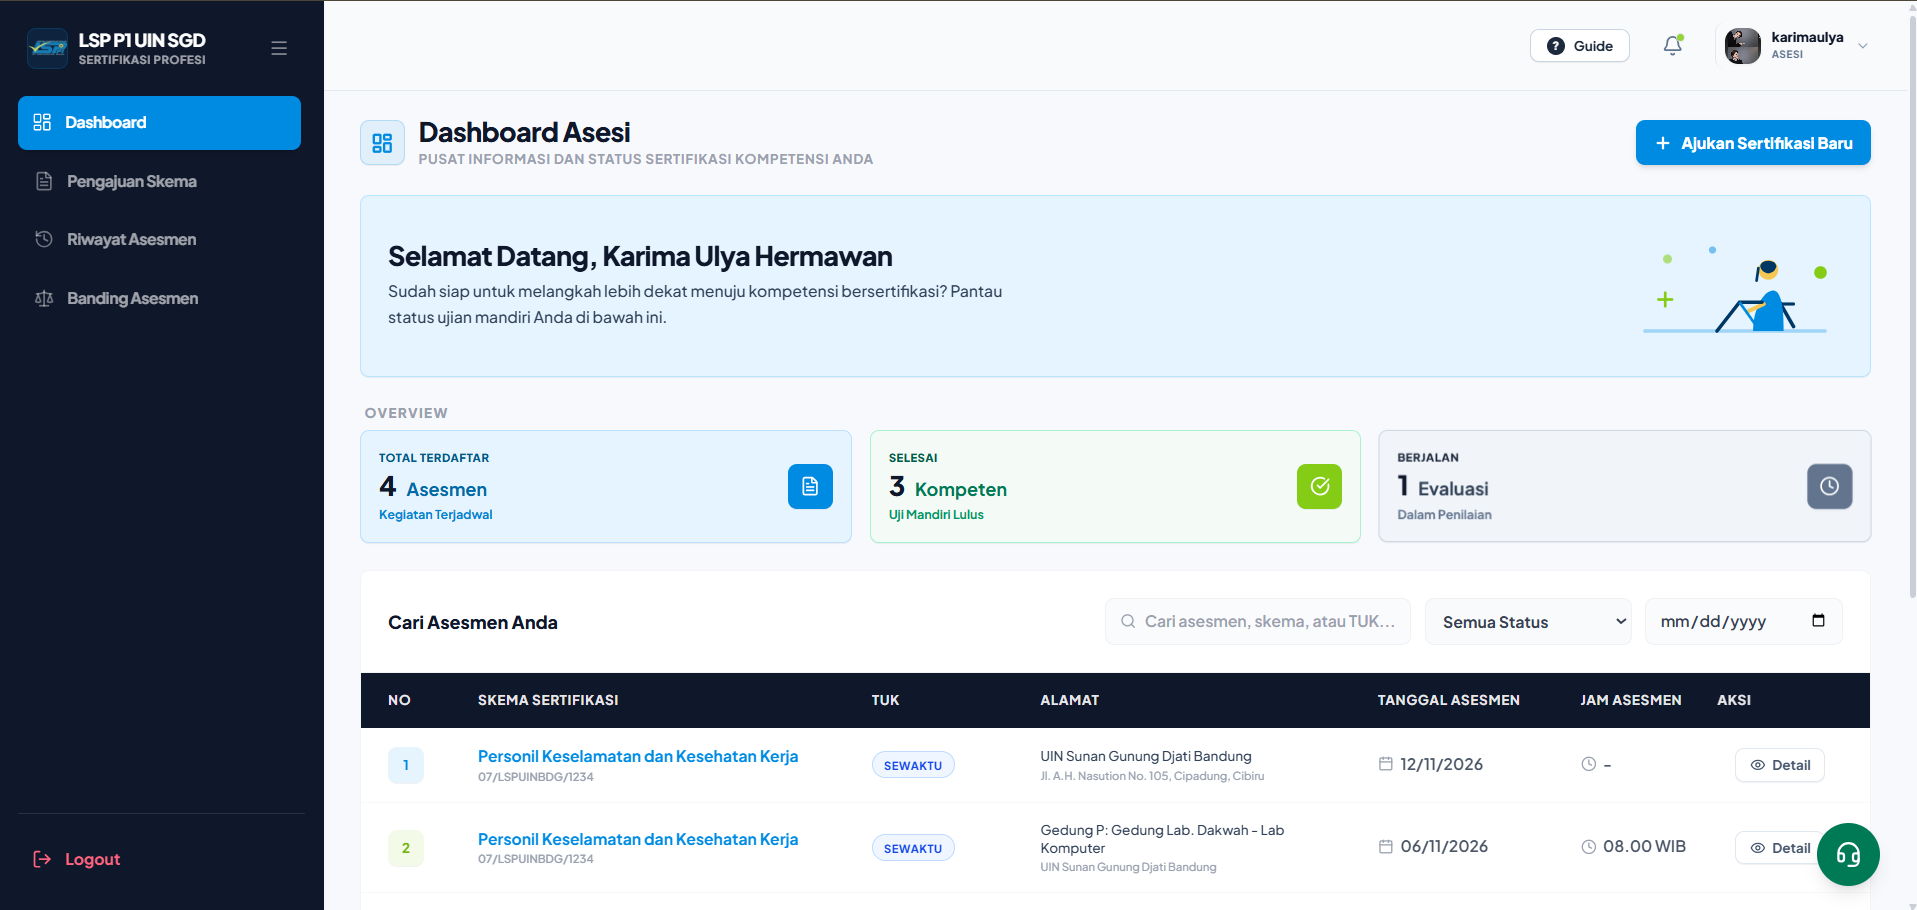 LSP P1 UIN SGD
SERTIFIKASI PROFESI
Guide
karimaulya
ASESI
Dashboard
Pengajuan Skema
Riwayat Asesmen
Banding Asesmen
Logout
Dashboard Asesi
PUSAT INFORMASI DAN STATUS SERTIFIKASI KOMPETENSI ANDA
+ Ajukan Sertifikasi Baru
Selamat Datang, Karima Ulya Hermawan
Sudah siap untuk melangkah lebih dekat menuju kompetensi bersertifikasi? Pantau
status ujian mandiri Anda di bawah ini.
OVERVIEW
TOTAL TERDAFTAR
4 Asesmen
Kegiatan Terjadwal
SELESAI
3 Kompeten
Uji Mandiri Lulus
BERJALAN
1 Evaluasi
Dalam Penilaian
Cari Asesmen Anda
Cari asesmen, skema, atau TUK...
Semua Status
mm/dd/yyyy
NO SKEMA SERTIFIKASI TUK ALAMAT TANGGAL ASESMEN JAM ASESMEN AKSI
1
Personil Keselamatan dan Kesehatan Kerja
07/LSPUINBDG/1234
SEWAKTU
UIN Sunan Gunung Djati Bandung
Jl. A.H. Nasution No. 105, Cipadung, Cibiru
12/11/2026
-
Detail
2
Personil Keselamatan dan Kesehatan Kerja
07/LSPUINBDG/1234
SEWAKTU
Gedung P: Gedung Lab. Dakwah - Lab
Komputer
UIN Sunan Gunung Djati Bandung
06/11/2026
08.00 WIB
Detail